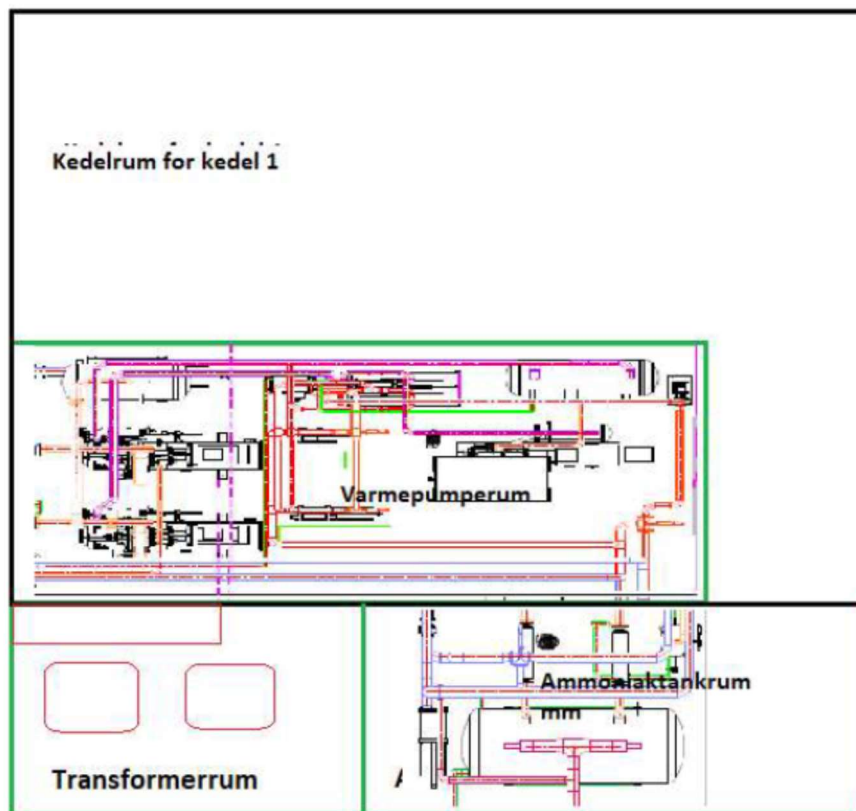 Kedelrum for kedel 1
Varmepumperum
Ammoniaktankrum
mm
Transformerrum